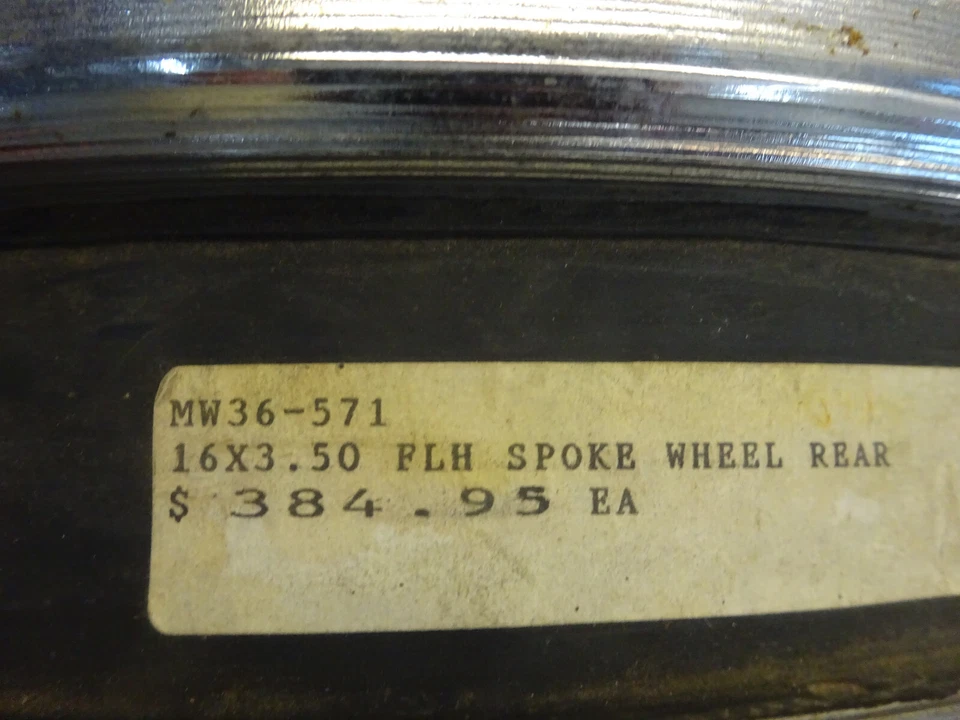 MW36-571
16X3.50 FLH SPOKE WHEEL REAR
$ 384.95 EA